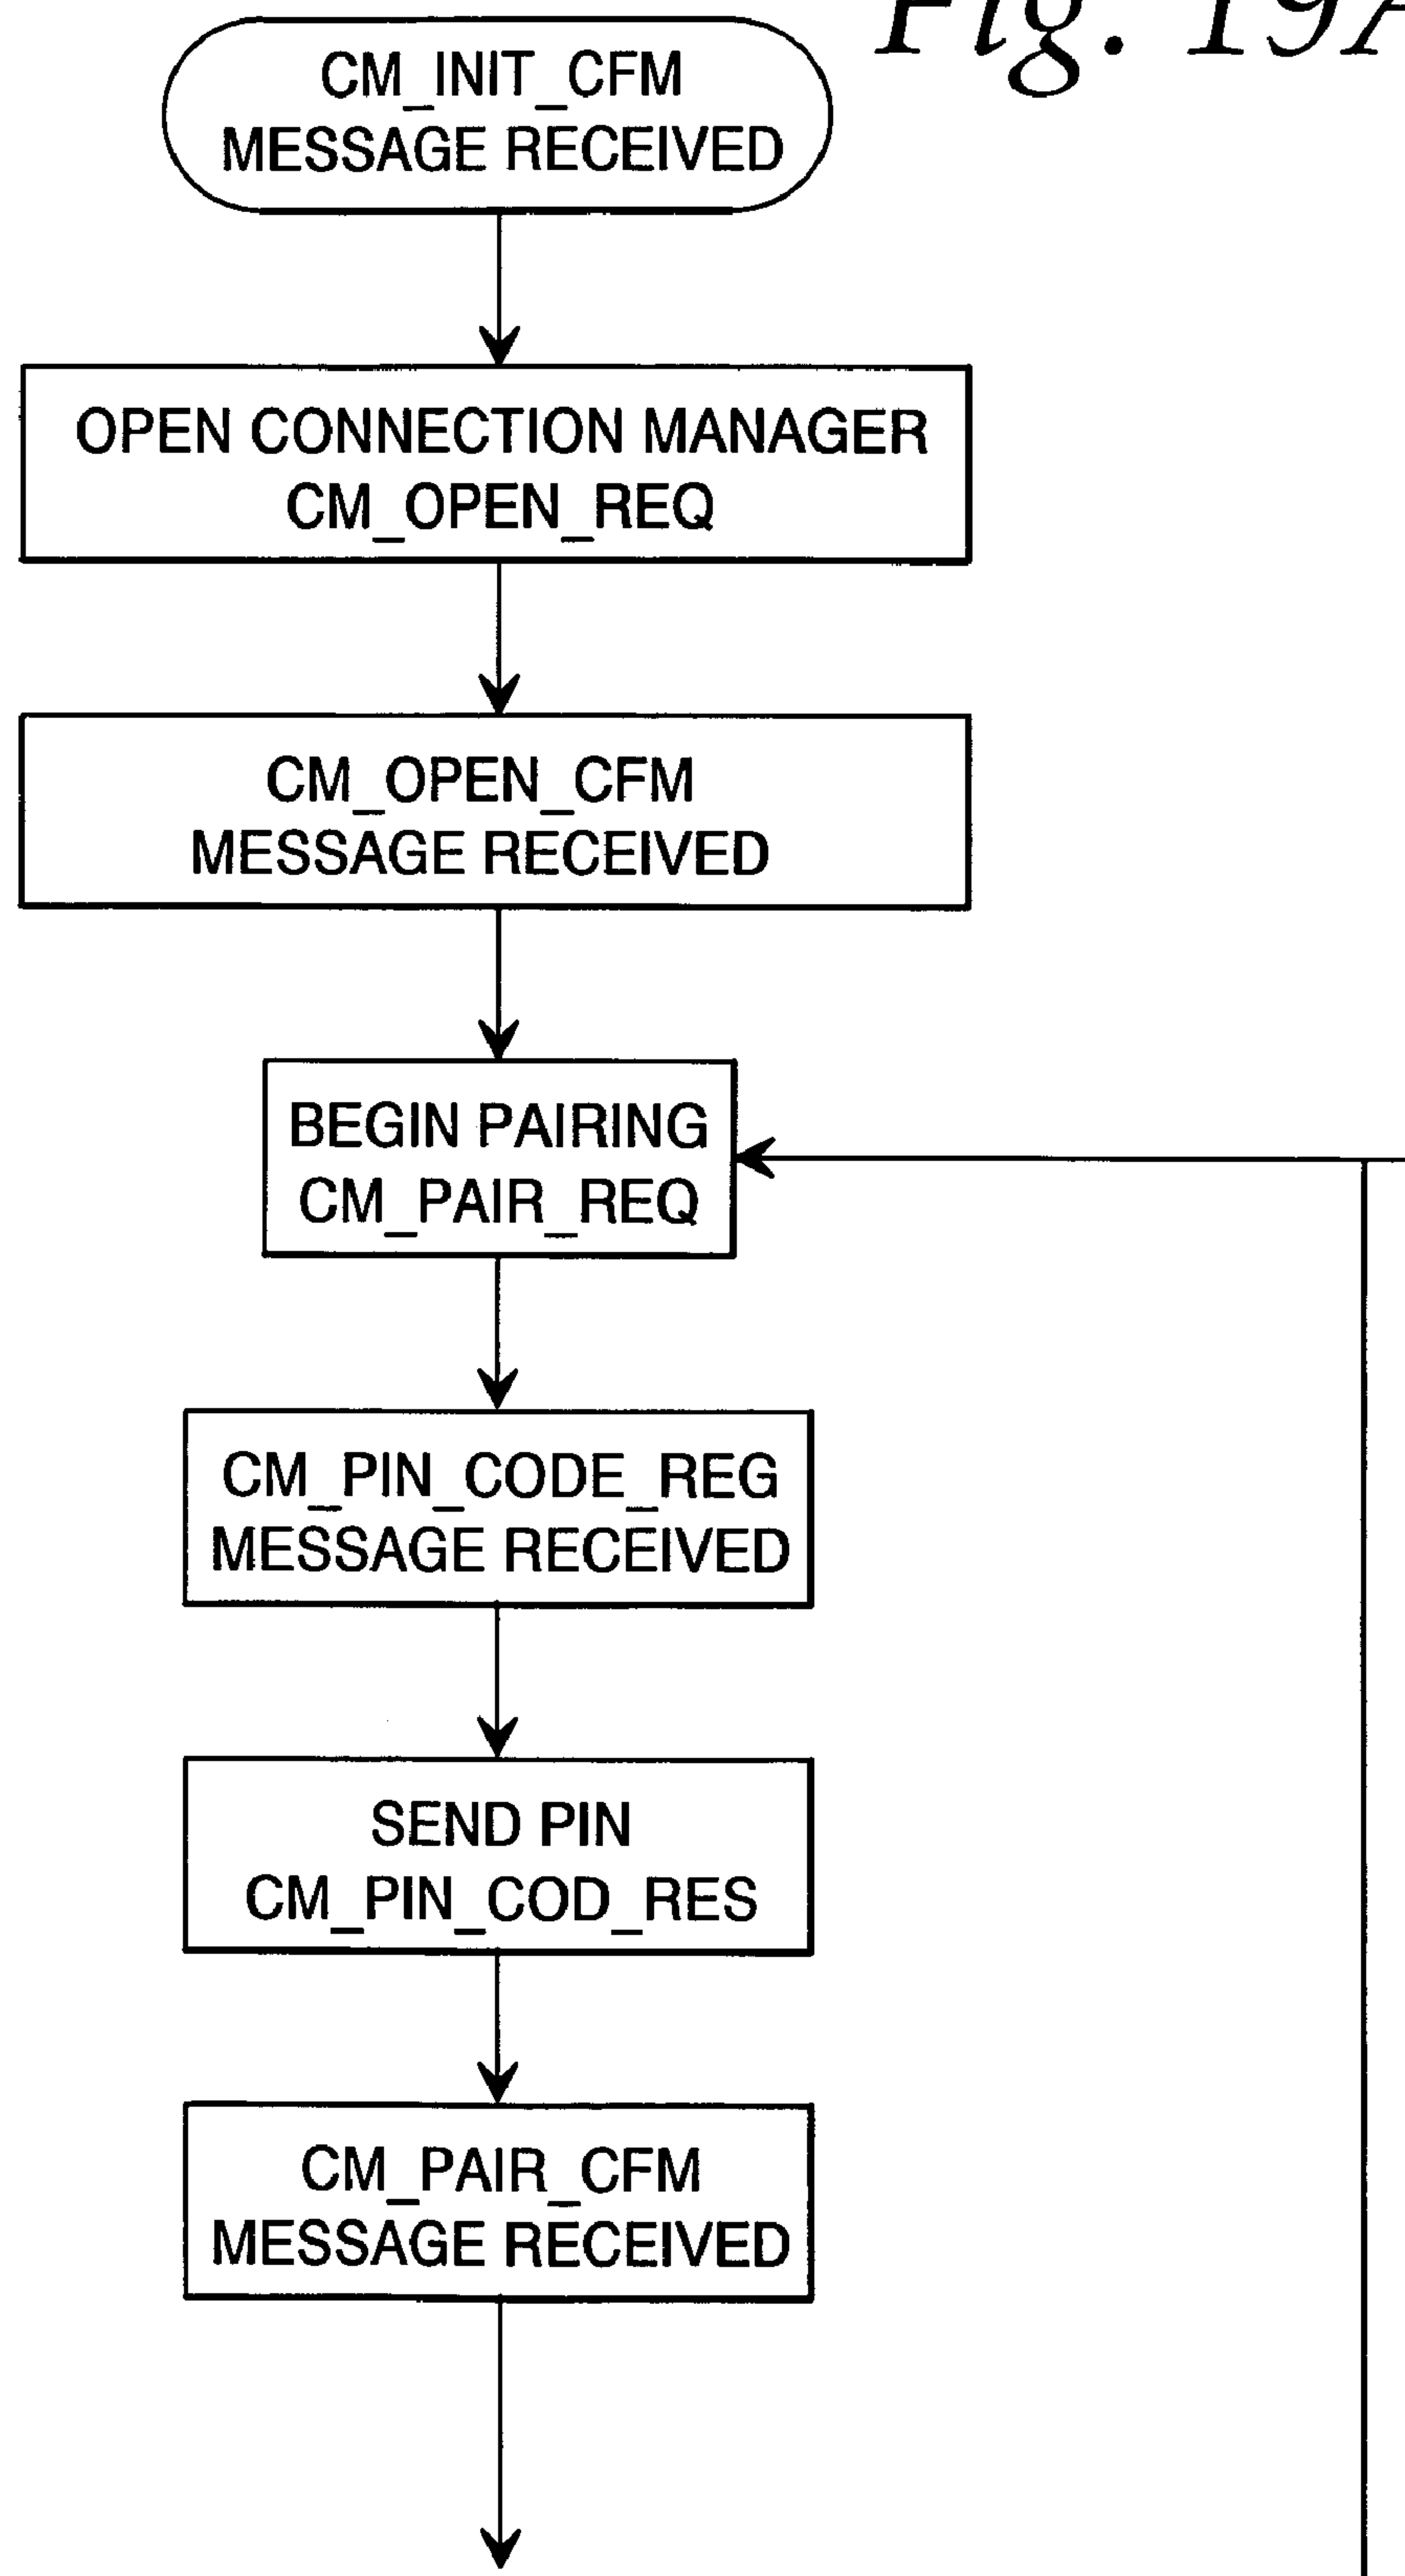 Fig. 19A
CM_INIT_CFM
MESSAGE RECEIVED
OPEN CONNECTION MANAGER
CM_OPEN_REQ
CM_OPEN_CFM
MESSAGE RECEIVED
BEGIN PAIRING
CM_PAIR_REQ
CM_PIN_CODE_REG
MESSAGE RECEIVED
SEND PIN
CM_PIN_COD_RES
CM_PAIR_CFM
MESSAGE RECEIVED